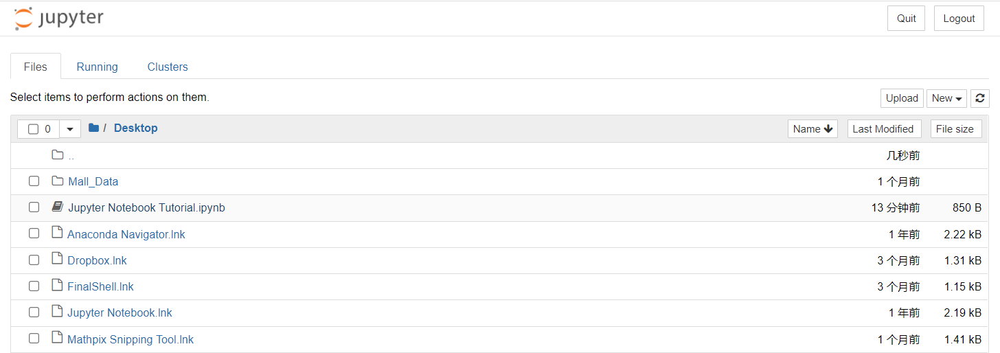 jupyter Quit Logout
Files Running Clusters
Select items to perform actions on them. Upload New
0 / Desktop Name Last Modified File size
.. 几秒前
Mall_Data 1 个月前
Jupyter Notebook Tutorial.ipynb 13 分钟前 850 B
Anaconda Navigator.lnk 1 年前 2.22 kB
Dropbox.lnk 3 个月前 1.31 kB
FinalShell.lnk 3 个月前 1.15 kB
Jupyter Notebook.lnk 1 年前 2.19 kB
Mathpix Snipping Tool.lnk 1 个月前 1.41 kB